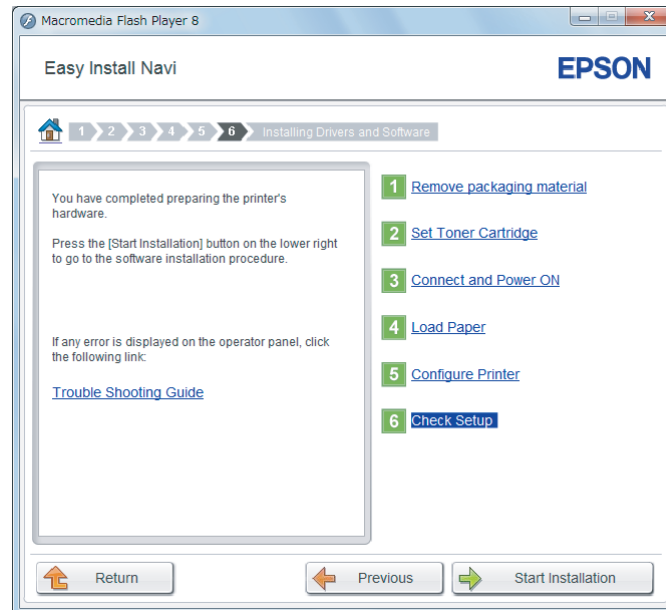 Macromedia Flash Player 8
Easy Install Navi
EPSON
1 2 3 4 5 6 Installing Drivers and Software
You have completed preparing the printer's
hardware.
Press the [Start Installation] button on the lower right
to go to the software installation procedure.
If any error is displayed on the operator panel, click
the following link:
Trouble Shooting Guide
1 Remove packaging material
2 Set Toner Cartridge
3 Connect and Power ON
4 Load Paper
5 Configure Printer
6 Check Setup
Return
Previous
Start Installation